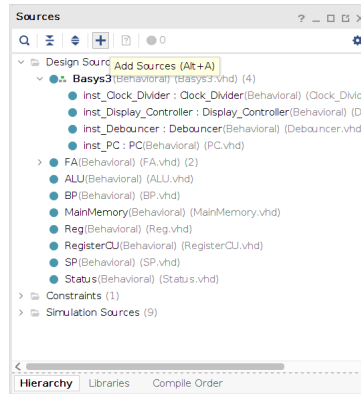 Sources
? _ □ X
0
Design Sour
Add Sources (Alt+A)
Basys3(Behavioral) (Basys3.vhd) (4)
inst_Clock_Divider : Clock_Divider(Behavioral) (Clock_Divid
inst_Display_Controller : Display_Controller(Behavioral) (D
inst_Debouncer : Debouncer(Behavioral) (Debouncer.vhd
inst_PC : PC(Behavioral) (PC.vhd)
FA(Behavioral) (FA.vhd) (2)
ALU(Behavioral) (ALU.vhd)
BP(Behavioral) (BP.vhd)
MainMemory(Behavioral) (MainMemory.vhd)
Reg(Behavioral) (Reg.vhd)
RegisterCU(Behavioral) (RegisterCU.vhd)
SP(Behavioral) (SP.vhd)
Status(Behavioral) (Status.vhd)
Constraints (1)
Simulation Sources (9)
Hierarchy Libraries Compile Order